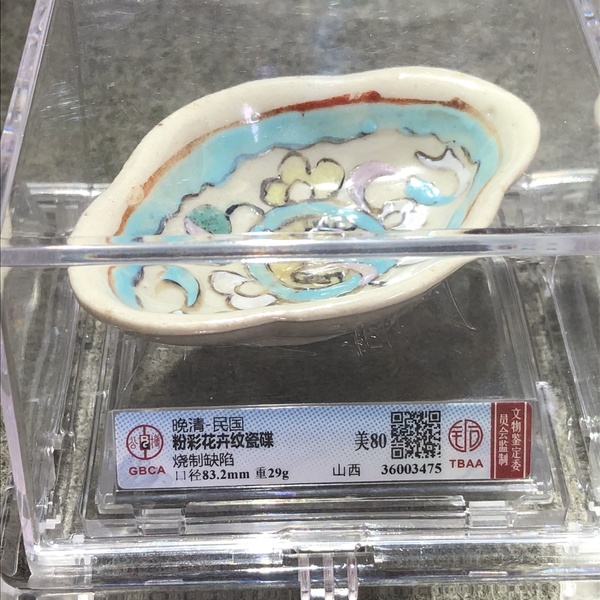 晚清-民国
粉彩花卉纹瓷碟
烧制缺陷
口径83.2mm 重29g
GBCA
美80
山西 36003475
TBAA
文物鉴定委
员会监制